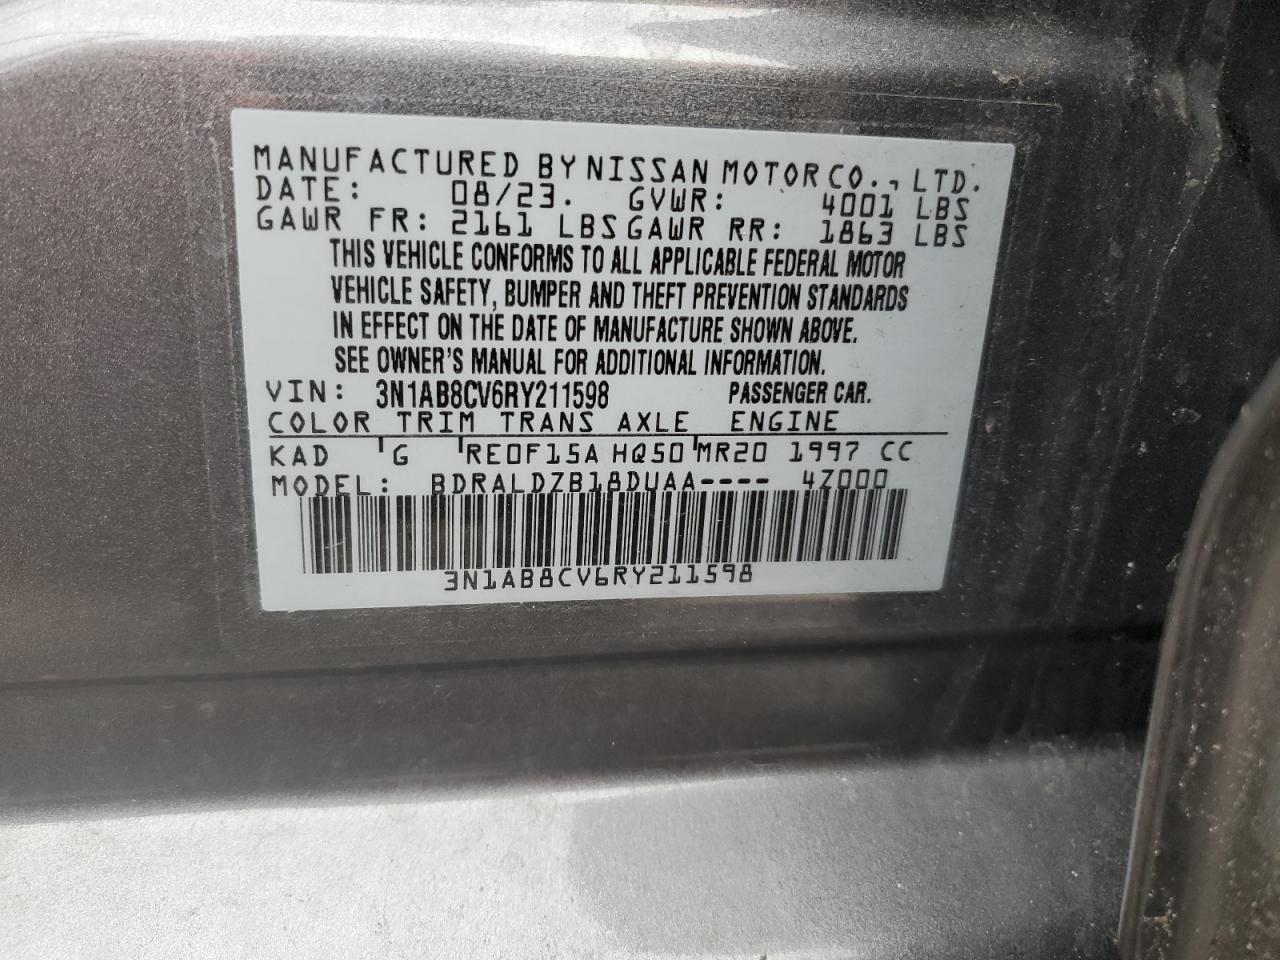 MANUFACTURED BY NISSAN MOTOR CO., LTD.
DATE: 08/23. GVWR: 4001 LBS
GAWR FR: 2161 LBS GAWR RR: 1863 LBS
THIS VEHICLE CONFORMS TO ALL APPLICABLE FEDERAL MOTOR
VEHICLE SAFETY, BUMPER AND THEFT PREVENTION STANDARDS
IN EFFECT ON THE DATE OF MANUFACTURE SHOWN ABOVE.
SEE OWNER'S MANUAL FOR ADDITIONAL INFORMATION.
VIN: 3N1AB8CV6RY211598 PASSENGER CAR.
COLOR TRIM TRANS AXLE ENGINE
KAD G RE0F15A HQ50 MR20 1997 CC
MODEL: BDRALDZB18DUAA---- 4Z000
3N1AB8CV6RY211598